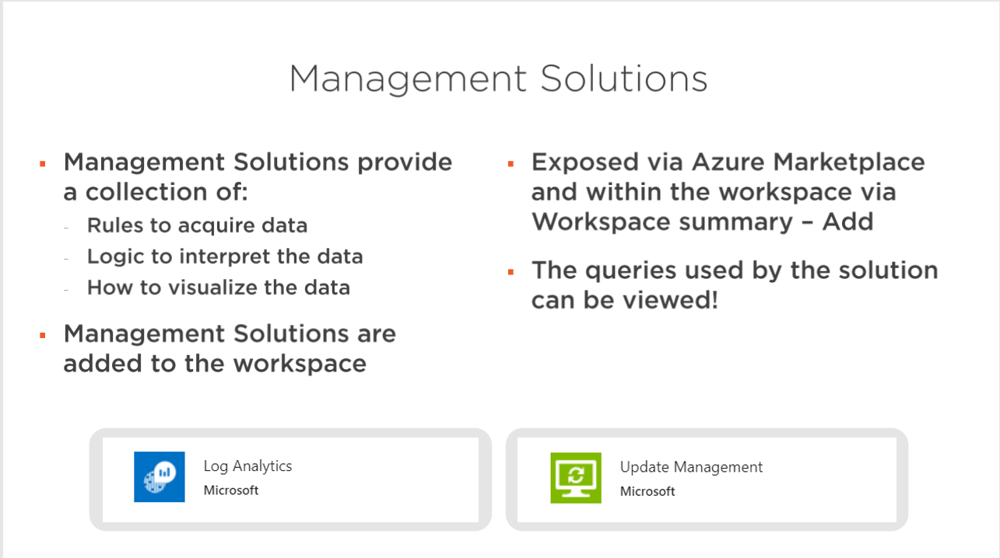 Management Solutions
Management Solutions provide
a collection of:
- Rules to acquire data
- Logic to interpret the data
- How to visualize the data
Management Solutions are
added to the workspace
Exposed via Azure Marketplace
and within the workspace via
Workspace summary – Add
The queries used by the solution
can be viewed!
Log Analytics
Microsoft
Update Management
Microsoft